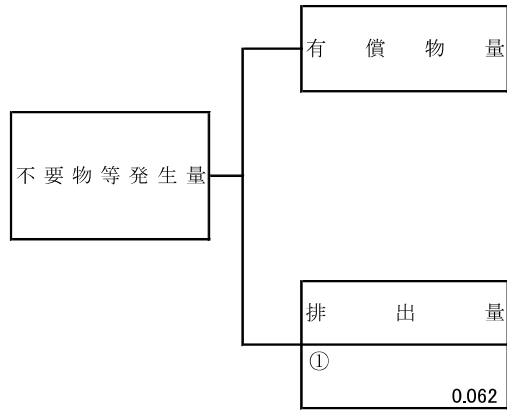 有償物量
不要物等発生量
排出量
①
0.062